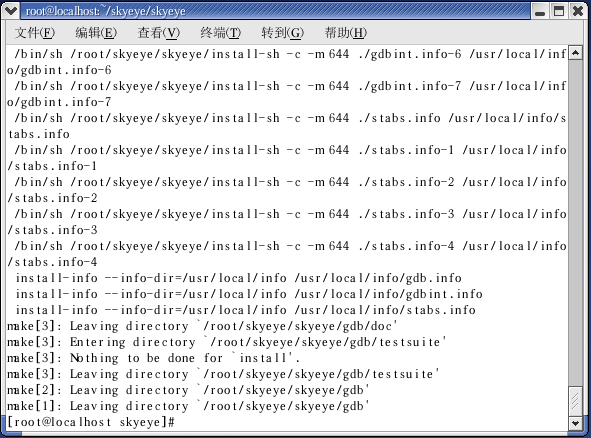 root@localhost:~/skyeye/skyeye
文件(F) 编辑(E) 查看(V) 终端(T) 转到(G) 帮助(H)
/bin/sh /root/skyeye/skyeye/install-sh -c -m 644 ./gdbint.info-6 /usr/local/inf
o/gdbint.info-6
/bin/sh /root/skyeye/skyeye/install-sh -c -m 644 ./gdbint.info-7 /usr/local/inf
o/gdbint.info-7
/bin/sh /root/skyeye/skyeye/install-sh -c -m 644 ./stabs.info /usr/local/info/s
tabs.info
/bin/sh /root/skyeye/skyeye/install-sh -c -m 644 ./stabs.info-1 /usr/local/info
/stabs.info-1
/bin/sh /root/skyeye/skyeye/install-sh -c -m 644 ./stabs.info-2 /usr/local/info
/stabs.info-2
/bin/sh /root/skyeye/skyeye/install-sh -c -m 644 ./stabs.info-3 /usr/local/info
/stabs.info-3
/bin/sh /root/skyeye/skyeye/install-sh -c -m 644 ./stabs.info-4 /usr/local/info
/stabs.info-4
install-info --info-dir=/usr/local/info /usr/local/info/gdb.info
install-info --info-dir=/usr/local/info /usr/local/info/gdbint.info
install-info --info-dir=/usr/local/info /usr/local/info/stabs.info
make[3]: Leaving directory `/root/skyeye/skyeye/gdb/doc'
make[3]: Entering directory `/root/skyeye/skyeye/gdb/testsuite'
make[3]: Nothing to be done for `install'.
make[3]: Leaving directory `/root/skyeye/skyeye/gdb/testsuite'
make[2]: Leaving directory `/root/skyeye/skyeye/gdb'
make[1]: Leaving directory `/root/skyeye/skyeye/gdb'
[root@localhost skyeye]#